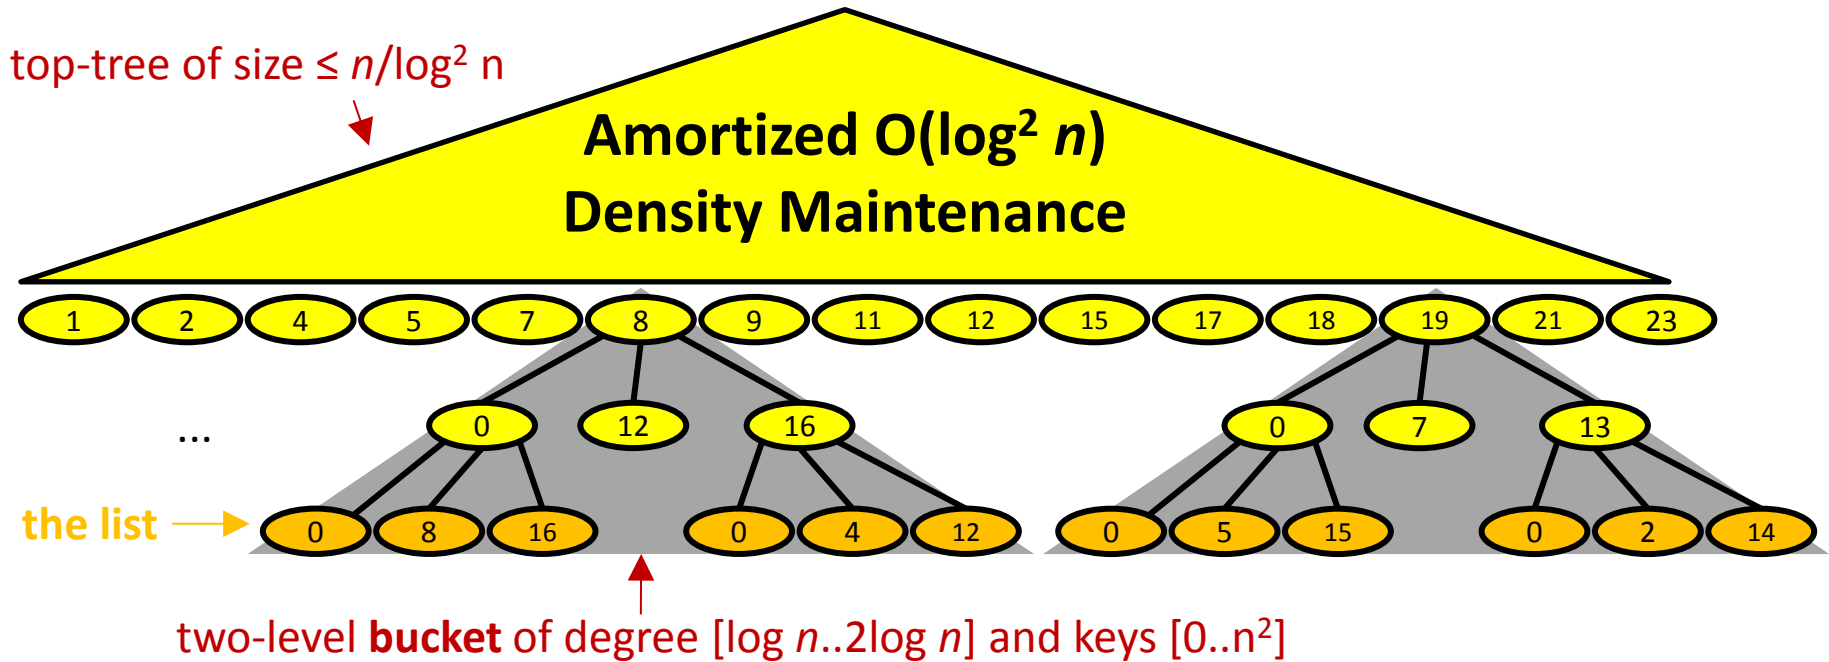 top-tree of size ≤ n/log² n
Amortized O(log² n)
Density Maintenance
1 2 4 5 7 8 9 11 12 15 17 18 19 21 23
... 0 12 16 0 7 13
the list 0 8 16 0 4 12 0 5 15 0 2 14
two-level bucket of degree [log n..2log n] and keys [0..n²]